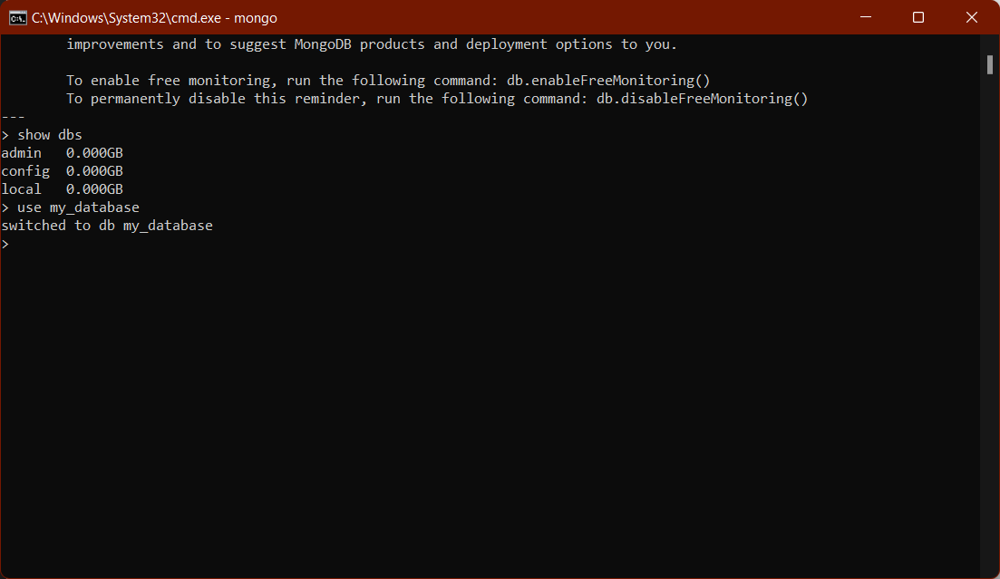 C:\Windows\System32\cmd.exe - mongo
improvements and to suggest MongoDB products and deployment options to you.
To enable free monitoring, run the following command: db.enableFreeMonitoring()
To permanently disable this reminder, run the following command: db.disableFreeMonitoring()
---
> show dbs
admin   0.000GB
config  0.000GB
local   0.000GB
> use my_database
switched to db my_database
>